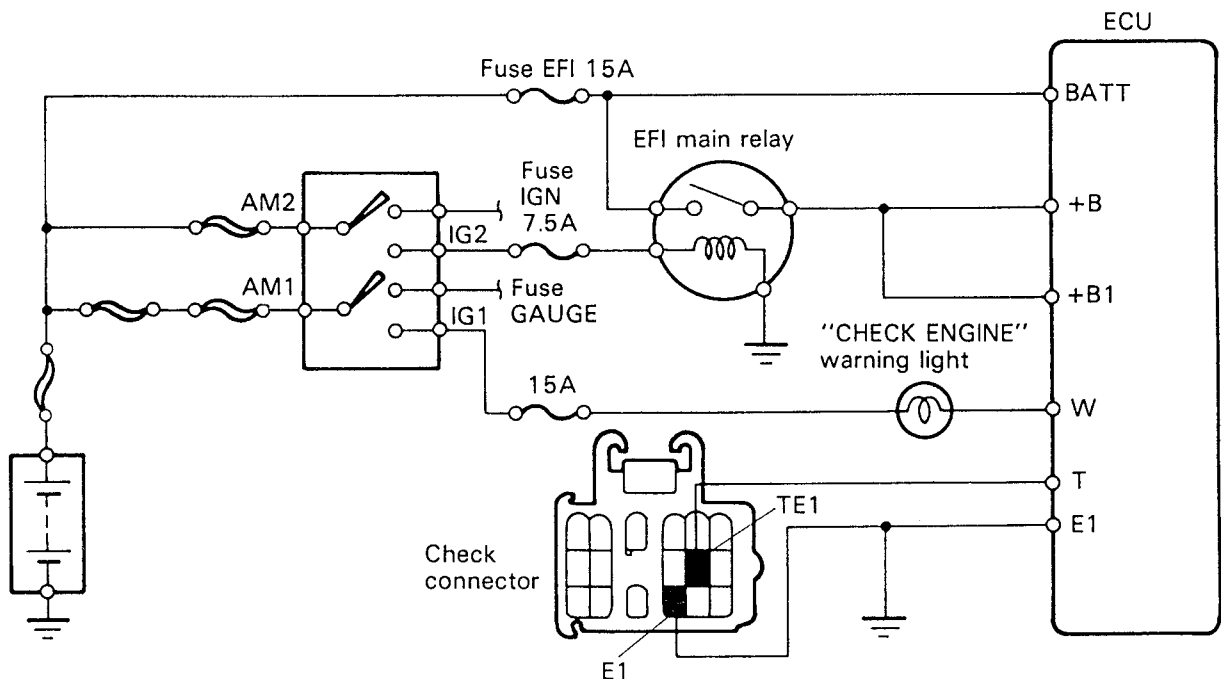 ECU
Fuse EFI 15A
BATT
EFI main relay
Fuse
IGN
7.5A
AM2
+B
IG2
AM1
Fuse
GAUGE
+B1
IG1
"CHECK ENGINE"
warning light
15A
W
T
TE1
E1
Check
connector
E1